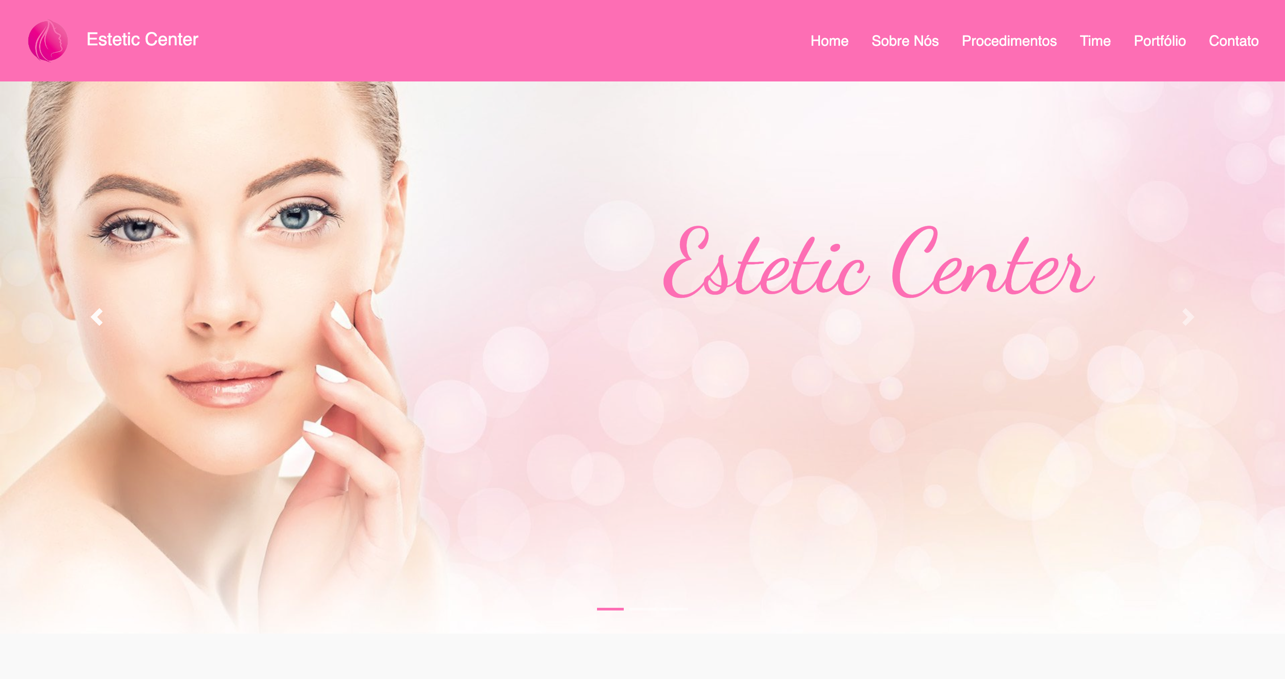 Estetic Center
Home Sobre Nós Procedimentos Time Portfólio Contato
Estetic Center